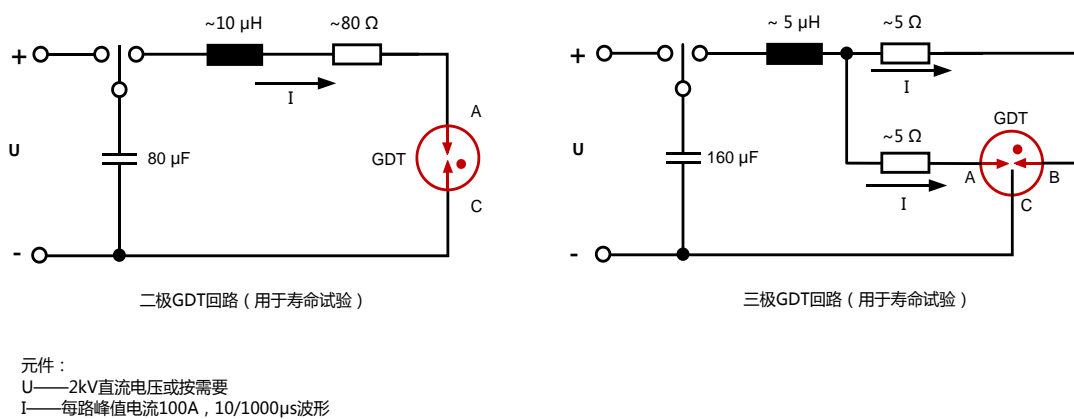 ~10 μH
~80 Ω
+
I
A
U
80 μF
GDT
C
-
二极GDT回路（用于寿命试验）
~ 5 μH
~5 Ω
+
I
GDT
~5 Ω
U
160 μF
A
B
I
C
-
三极GDT回路（用于寿命试验）
元件：
U——2kV直流电压或按需要
I——每路峰值电流100A，10/1000μs波形